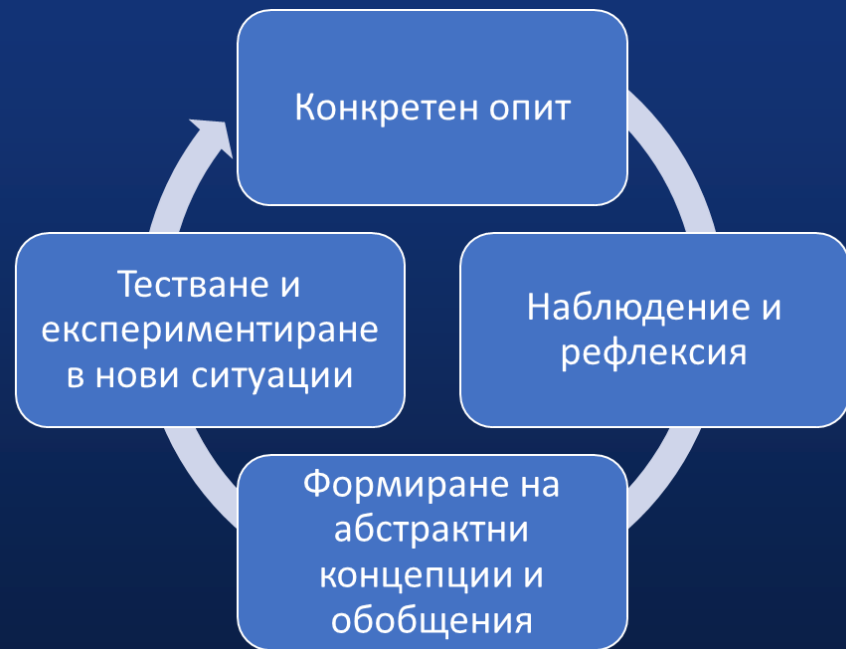 Конкретен опит
Наблюдение и
рефлексия
Формиране на
абстрактни
концепции и
обобщения
Тестване и
експериментиране
в нови ситуации